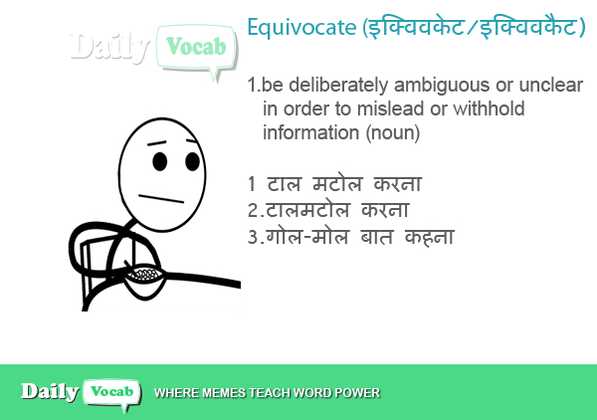 Daily Vocab
Equivocate (इक्विवकेट/इक्विवकैट)
1.be deliberately ambiguous or unclear
in order to mislead or withhold
information (noun)
1 टाल मटोल करना
2.टालमटोल करना
3.गोल-मोल बात कहना
Daily Vocab WHERE MEMES TEACH WORD POWER